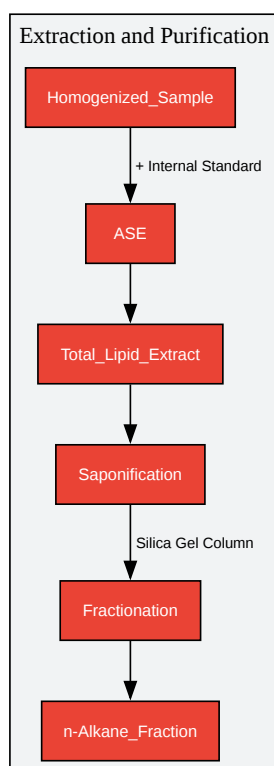 Extraction and Purification
Homogenized_Sample
+ Internal Standard
ASE
Total_Lipid_Extract
Saponification
Silica Gel Column
Fractionation
n-Alkane_Fraction